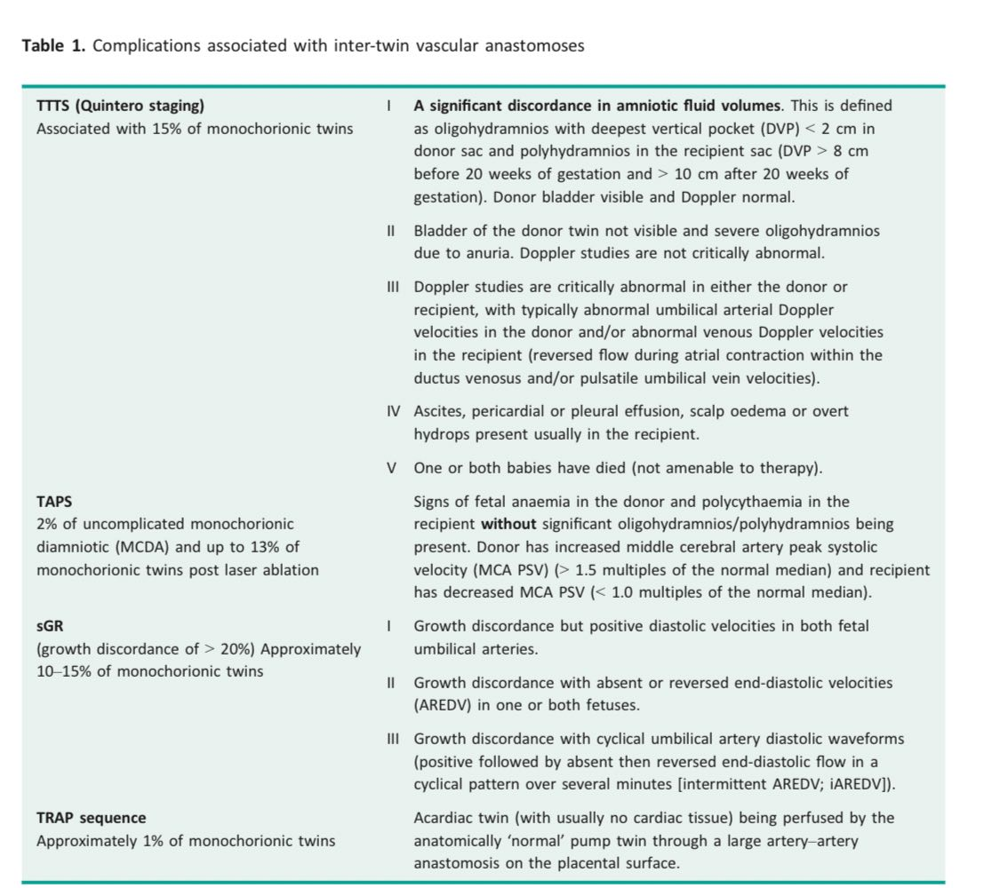 Table 1. Complications associated with inter-twin vascular anastomoses
TTTS (Quintero staging)
Associated with 15% of monochorionic twins
I A significant discordance in amniotic fluid volumes. This is defined
as oligohydramnios with deepest vertical pocket (DVP) < 2 cm in
donor sac and polyhydramnios in the recipient sac (DVP > 8 cm
before 20 weeks of gestation and > 10 cm after 20 weeks of
gestation). Donor bladder visible and Doppler normal.
II Bladder of the donor twin not visible and severe oligohydramnios
due to anuria. Doppler studies are not critically abnormal.
III Doppler studies are critically abnormal in either the donor or
recipient, with typically abnormal umbilical arterial Doppler
velocities in the donor and/or abnormal venous Doppler velocities
in the recipient (reversed flow during atrial contraction within the
ductus venosus and/or pulsatile umbilical vein velocities).
IV Ascites, pericardial or pleural effusion, scalp oedema or overt
hydrops present usually in the recipient.
V One or both babies have died (not amenable to therapy).
TAPS
2% of uncomplicated monochorionic
diamniotic (MCDA) and up to 13% of
monochorionic twins post laser ablation
Signs of fetal anaemia in the donor and polycythaemia in the
recipient without significant oligohydramnios/polyhydramnios being
present. Donor has increased middle cerebral artery peak systolic
velocity (MCA PSV) (> 1.5 multiples of the normal median) and recipient
has decreased MCA PSV (< 1.0 multiples of the normal median).
sGR
(growth discordance of > 20%) Approximately
10–15% of monochorionic twins
I Growth discordance but positive diastolic velocities in both fetal
umbilical arteries.
II Growth discordance with absent or reversed end-diastolic velocities
(AREDV) in one or both fetuses.
III Growth discordance with cyclical umbilical artery diastolic waveforms
(positive followed by absent then reversed end-diastolic flow in a
cyclical pattern over several minutes [intermittent AREDV; iAREDV]).
TRAP sequence
Approximately 1% of monochorionic twins
Acardiac twin (with usually no cardiac tissue) being perfused by the
anatomically ‘normal’ pump twin through a large artery–artery
anastomosis on the placental surface.